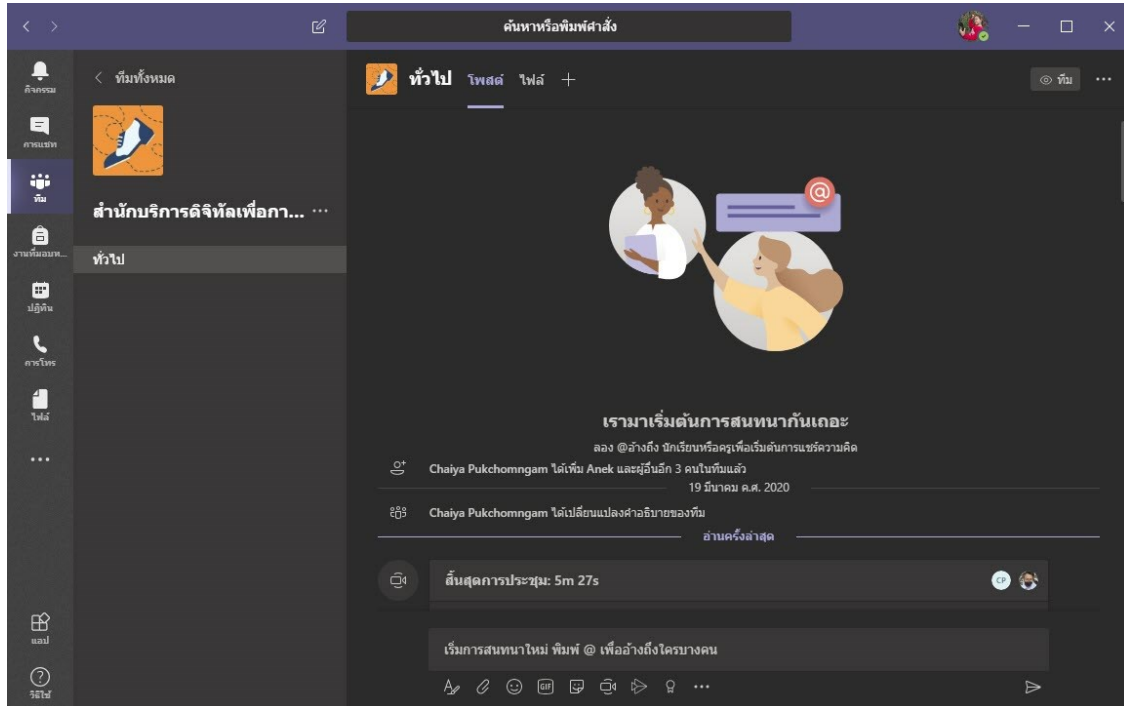 ค้นหาหรือพิมพ์คำสั่ง
กิจกรรม
การแชท
ทีม
งานที่มอบห...
ปฏิทิน
การโทร
ไฟล์
แอป
วิธีใช้
ทีมทั้งหมด
สำนักบริการดิจิทัลเพื่อกา...
ทั่วไป
ทั่วไป โพสต์ ไฟล์
ทีม
@
เรามาเริ่มต้นการสนทนากันเถอะ
ลอง @อ้างถึง นักเรียนหรือครูเพื่อเริ่มต้นการแชร์ความคิด
Chaiya Pukchomngam ได้เพิ่ม Anek และผู้อื่นอีก 3 คนในทีมแล้ว
19 มีนาคม ค.ศ. 2020
Chaiya Pukchomngam ได้เปลี่ยนแปลงคำอธิบายของทีม
อ่านครั้งล่าสุด
สิ้นสุดการประชุม: 5m 27s
CP
เริ่มการสนทนาใหม่ พิมพ์ @ เพื่ออ้างถึงใครบางคน
GIF